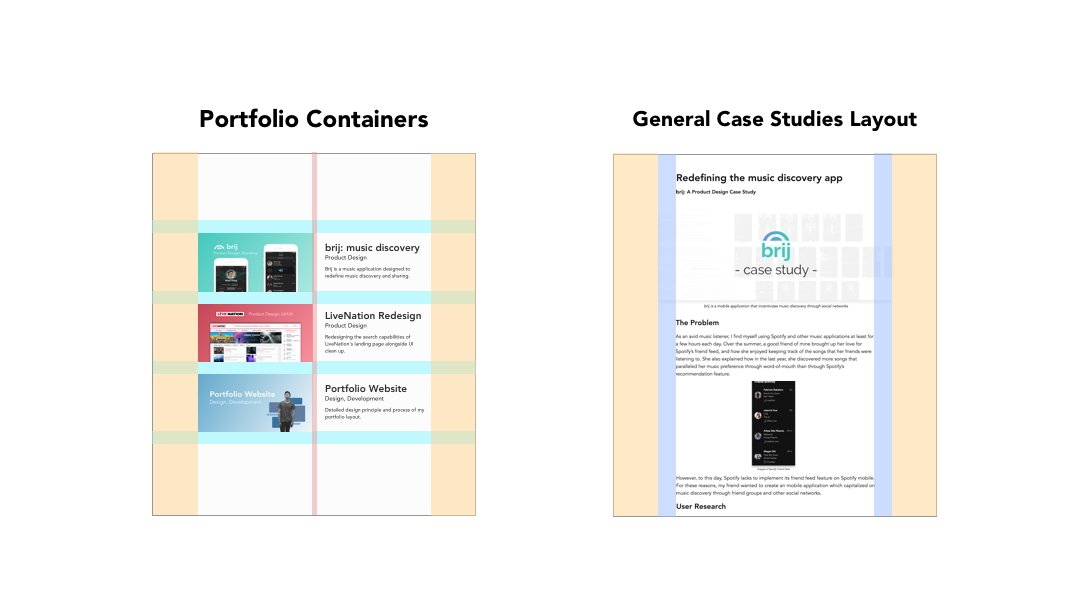 Portfolio Containers
brij
Product Design Branding
brij: music discovery
Product Design
Brij is a music application designed to
redefine music discovery and sharing.
LIVE NATION
Product Design, UI/UX
LiveNation Redesign
Product Design
Redesigning the search capabilities of
LiveNation's landing page alongside UI
clean up.
Portfolio Website
Design, Development
Portfolio Website
Design, Development
Detailed design principle and process of my
portfolio layout.
General Case Studies Layout
Redefining the music discovery app
brij: A Product Design Case Study
brij
- case study -
brij is a mobile application that incentivizes music discovery through social networks
The Problem
As an avid music listener, I find myself using Spotify and other music applications at least for
a few hours each day. Over the summer, a good friend of mine brought up her love for
Spotify's friend feed, and how she enjoyed keeping track of the songs that her friends were
listening to. She also explained how in the last year, she discovered more songs that
paralleled her music preference through word-of-mouth than through Spotify's
recommendation feature.
However, to this day, Spotify lacks to implement its friend feed feature on Spotify mobile.
For these reasons, my friend wanted to create an mobile application which capitalized on
music discovery through friend groups and other social networks.
User Research